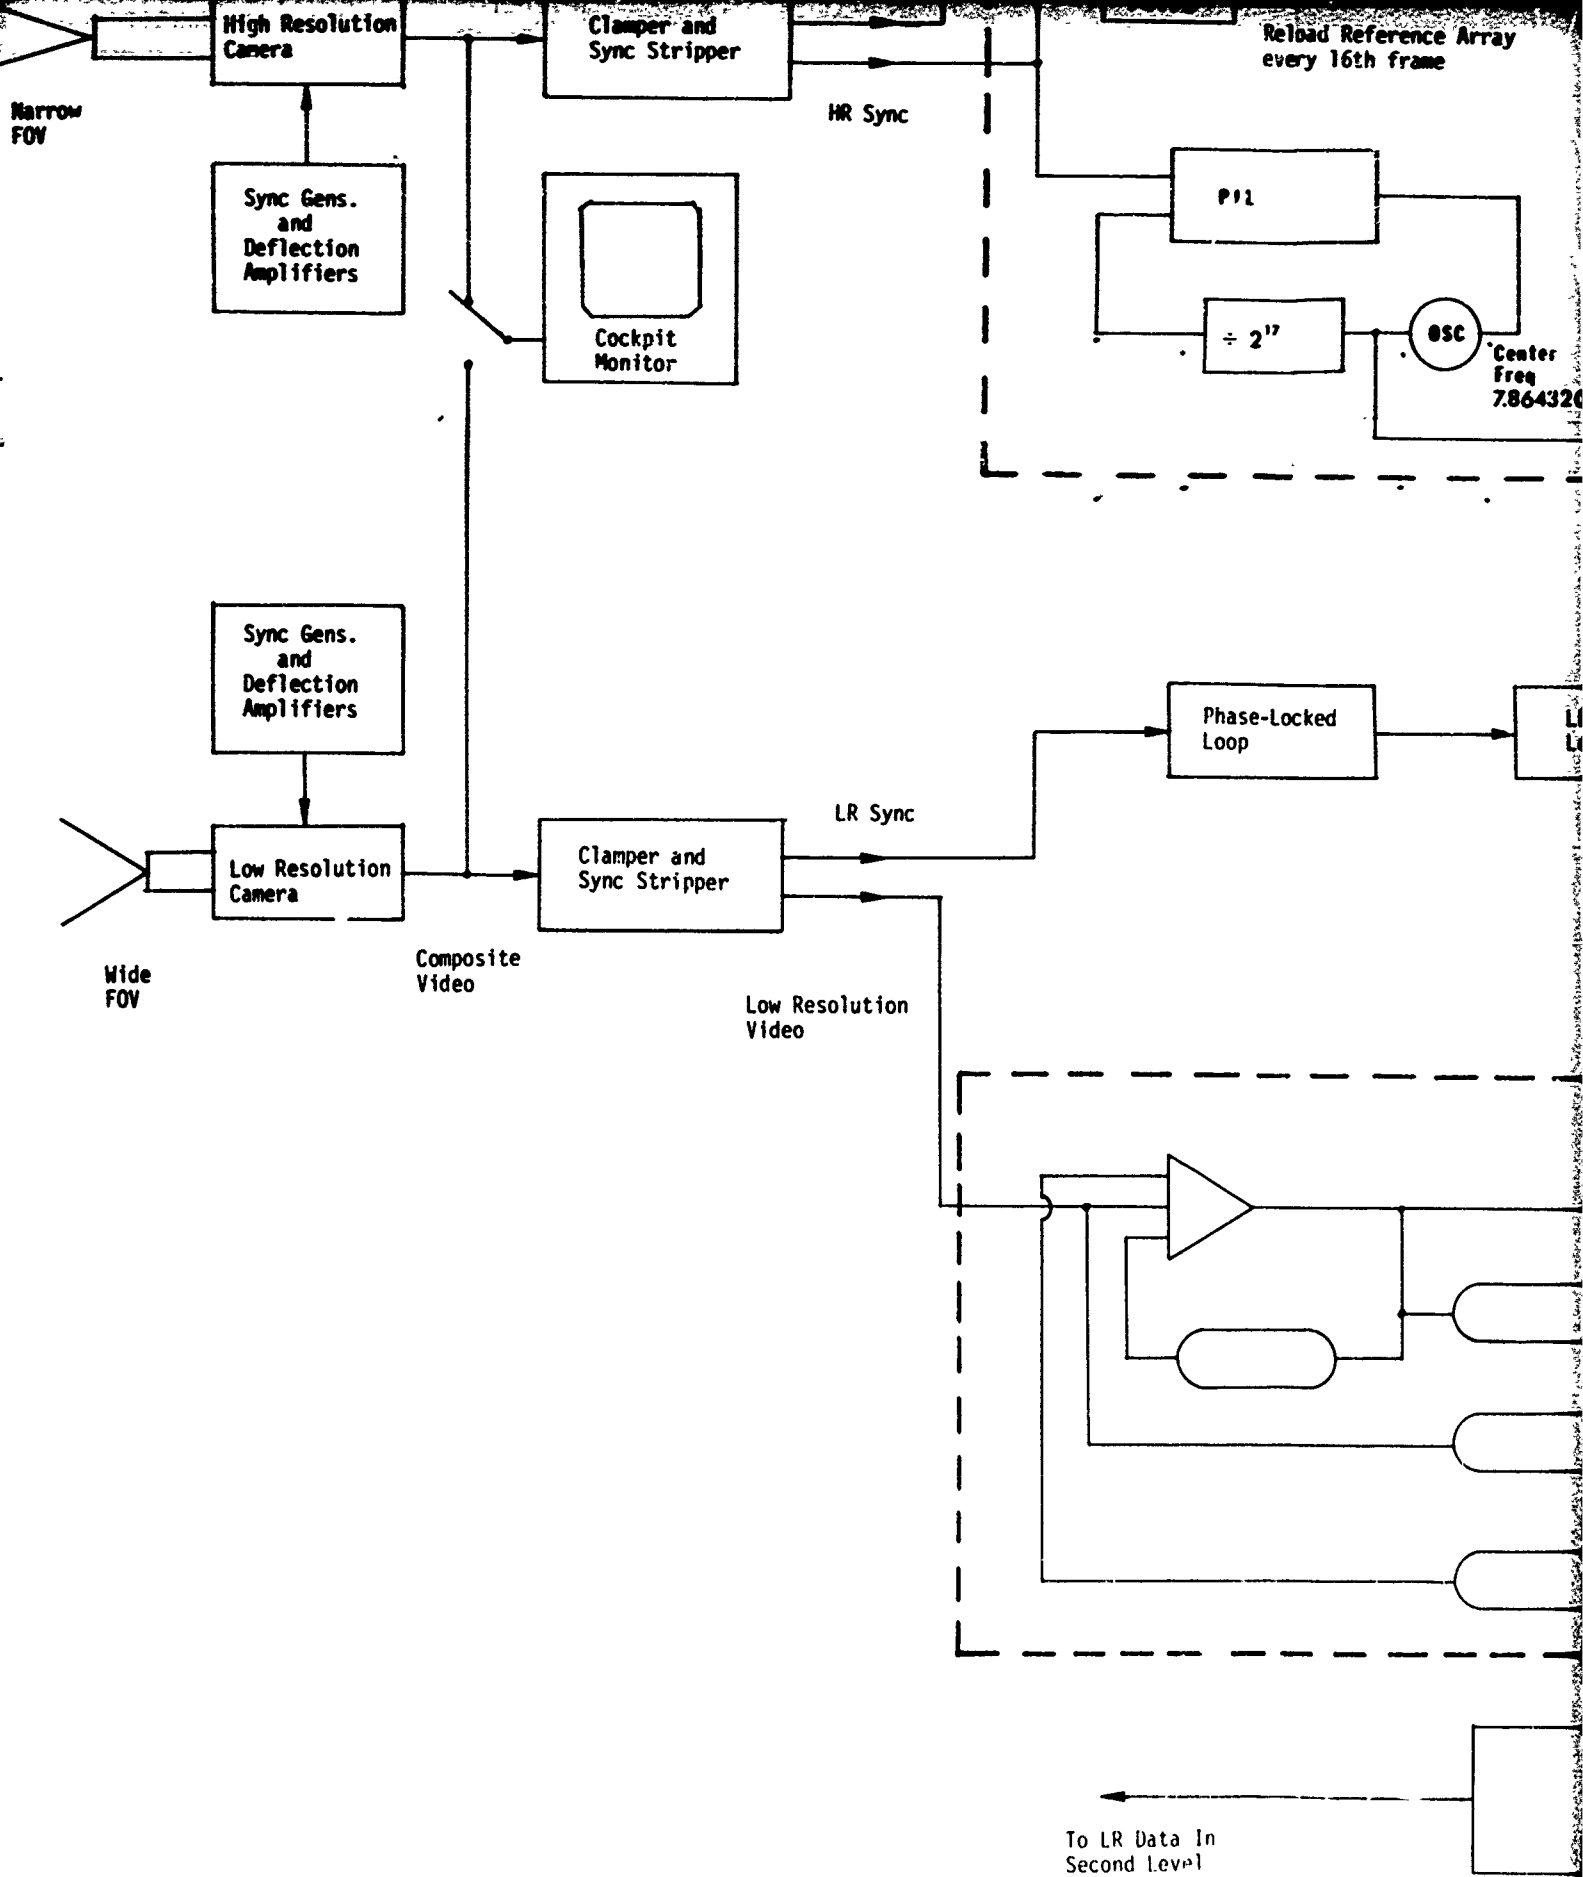 High Resolution
Camera
Clamper and
Sync Stripper
Reload Reference Array
every 16th frame
Narrow
FOV
HR Sync
Sync Gens.
and
Deflection
Amplifiers
÷ 2¹⁷
OSC
Center
Freq
7.864320
Cockpit
Monitor
Sync Gens.
and
Deflection
Amplifiers
Phase-Locked
Loop
LR Sync
Low Resolution
Camera
Clamper and
Sync Stripper
Wide
FOV
Composite
Video
Low Resolution
Video
To LR Data In
Second Level